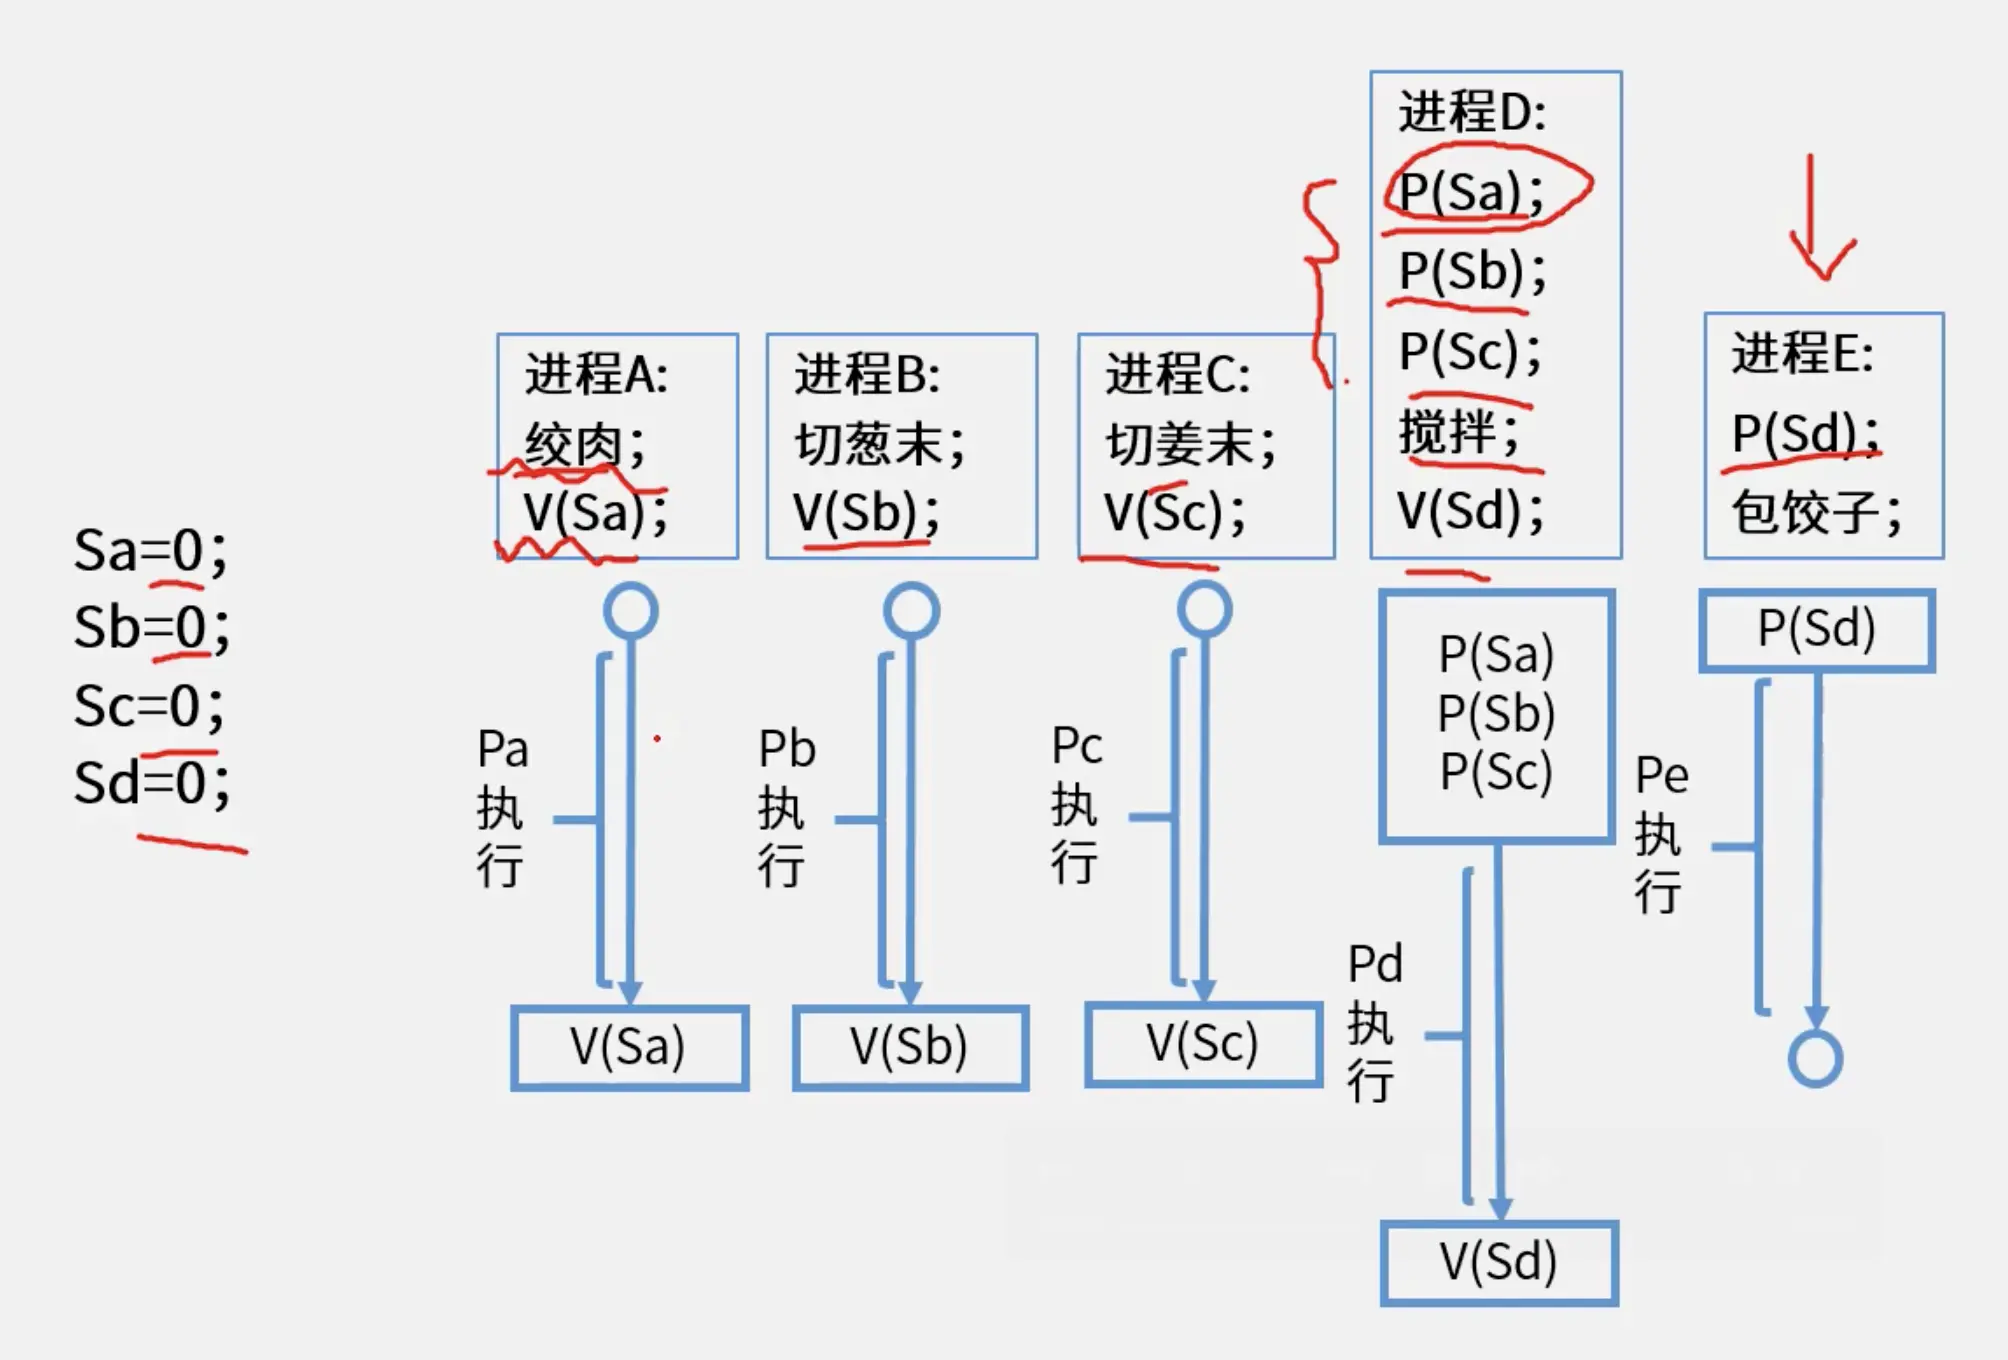 Sa=0;
Sb=0;
Sc=0;
Sd=0;
进程A:
绞肉;
V(Sa);
进程B:
切葱末;
V(Sb);
进程C:
切姜末;
V(Sc);
进程D:
P(Sa);
P(Sb);
P(Sc);
搅拌;
V(Sd);
进程E:
P(Sd);
包饺子;
Pa
执
行
V(Sa)
Pb
执
行
V(Sb)
Pc
执
行
V(Sc)
P(Sa)
P(Sb)
P(Sc)
Pd
执
行
V(Sd)
P(Sd)
Pe
执
行